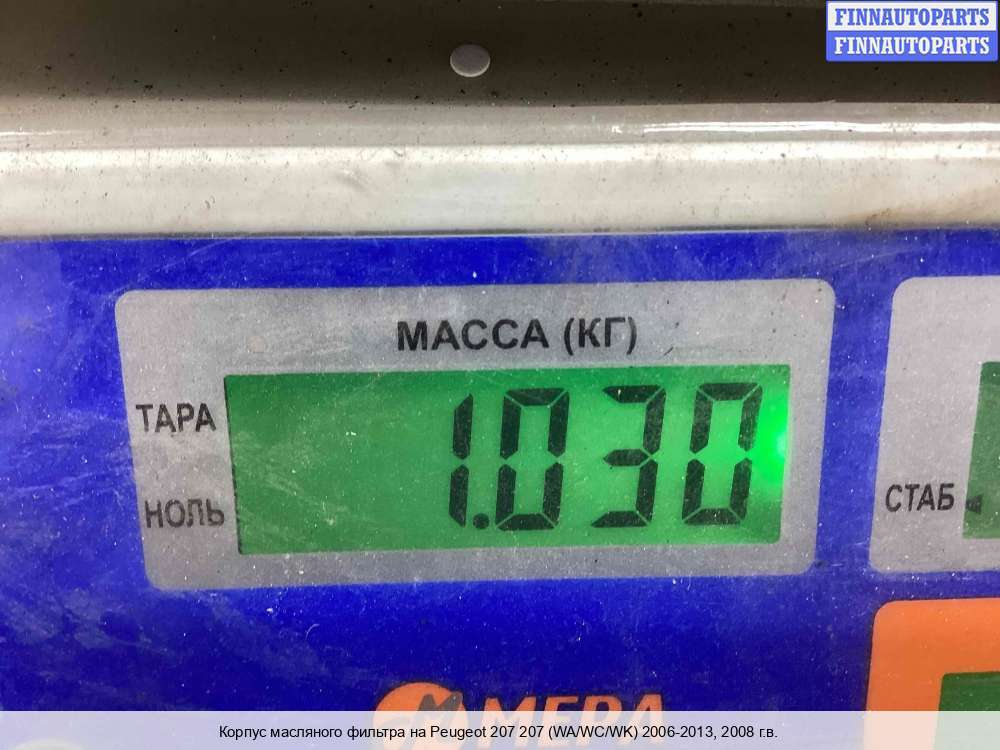 FINNAUTOPARTS
FINNAUTOPARTS
МАССА (КГ)
ТАРА
1.030
НОЛЬ
СТАБ
МЕРА
Корпус масляного фильтра на Peugeot 207 207 (WA/WC/WK) 2006-2013, 2008 г.в.